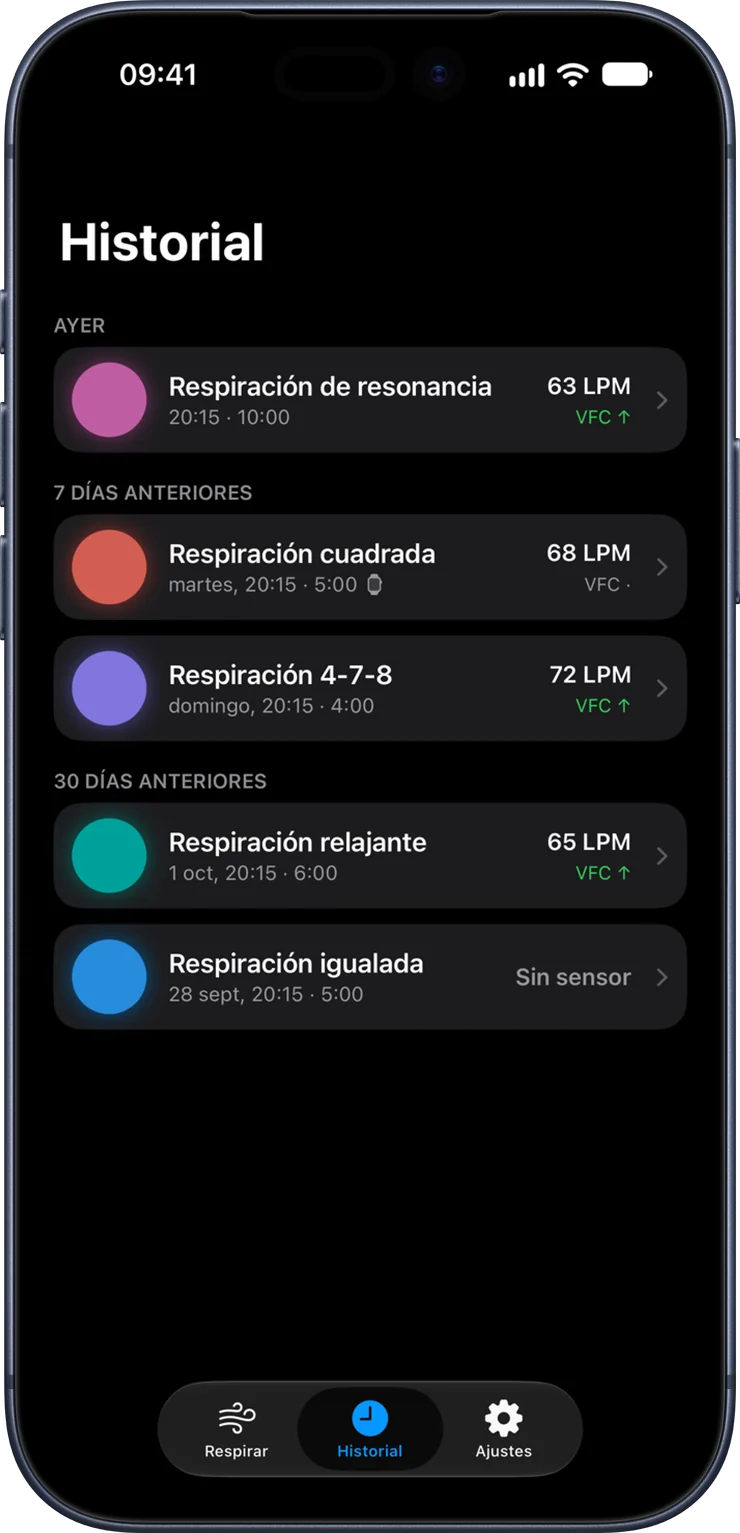 09:41
Historial
AYER
Respiración de resonancia
63 LPM
20:15 · 10:00
VFC ↑
7 DÍAS ANTERIORES
Respiración cuadrada
68 LPM
martes, 20:15 · 5:00
VFC ·
Respiración 4-7-8
72 LPM
domingo, 20:15 · 4:00
VFC ↑
30 DÍAS ANTERIORES
Respiración relajante
65 LPM
1 oct, 20:15 · 6:00
VFC ↑
Respiración igualada
28 sept, 20:15 · 5:00
Sin sensor
Respirar
Historial
Ajustes